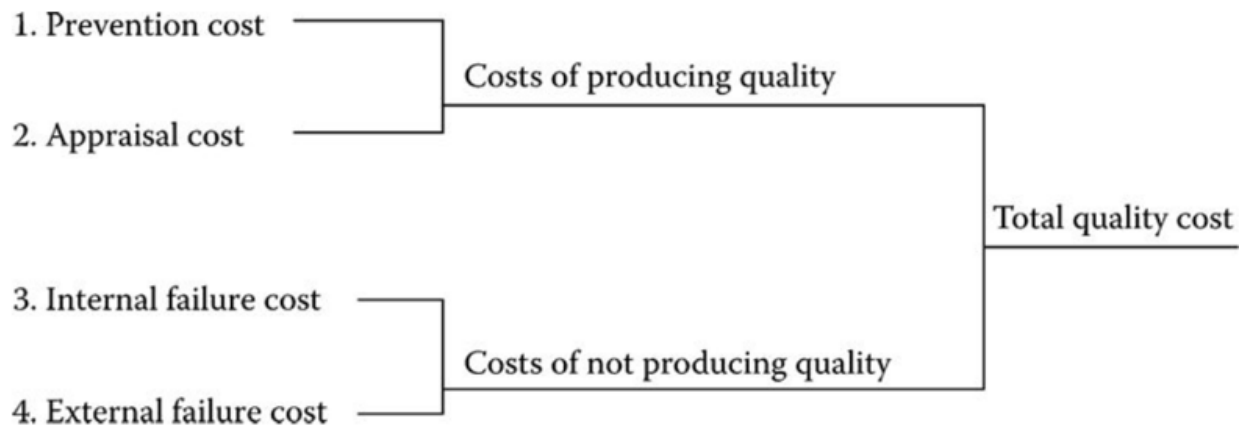 1. Prevention cost
Costs of producing quality
2. Appraisal cost
Total quality cost
3. Internal failure cost
Costs of not producing quality
4. External failure cost